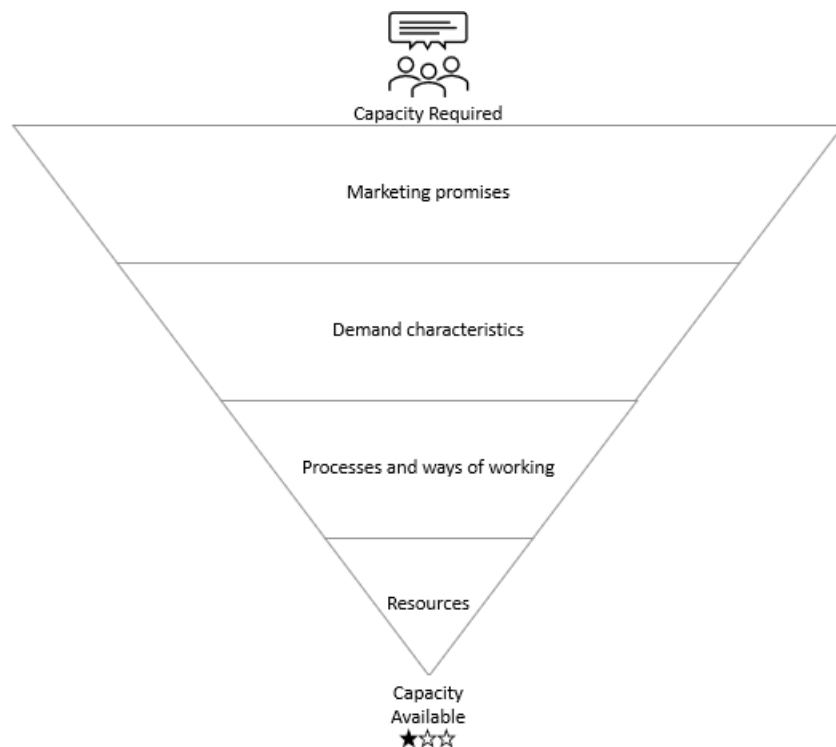 Capacity Required
Marketing promises
Demand characteristics
Processes and ways of working
Resources
Capacity
Available
★☆☆